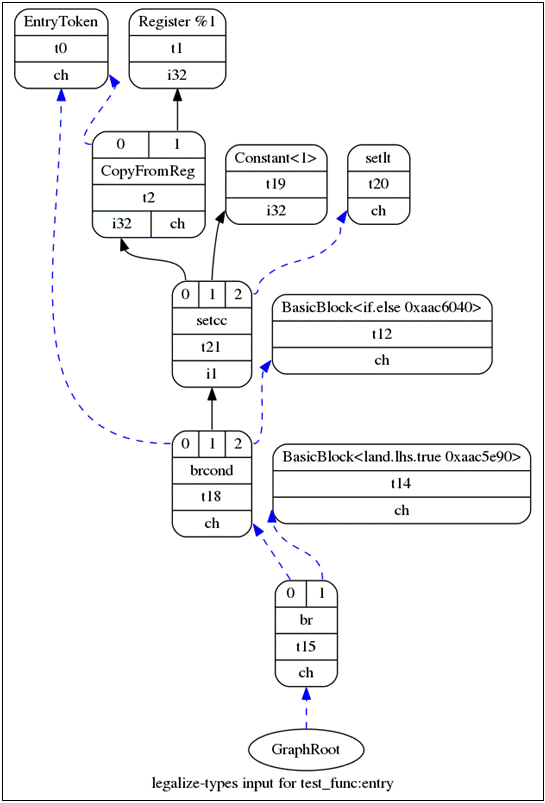 EntryToken
t0
ch
Register %1
t1
i32
0 1
CopyFromReg
t2
i32 ch
Constant<1>
t19
i32
setlt
t20
ch
0 1 2
setcc
t21
i1
BasicBlock<if.else 0xaac6040>
t12
ch
0 1 2
brcond
t18
ch
BasicBlock<land.lhs.true 0xaac5e90>
t14
ch
0 1
br
t15
ch
GraphRoot
legalize-types input for test_func:entry